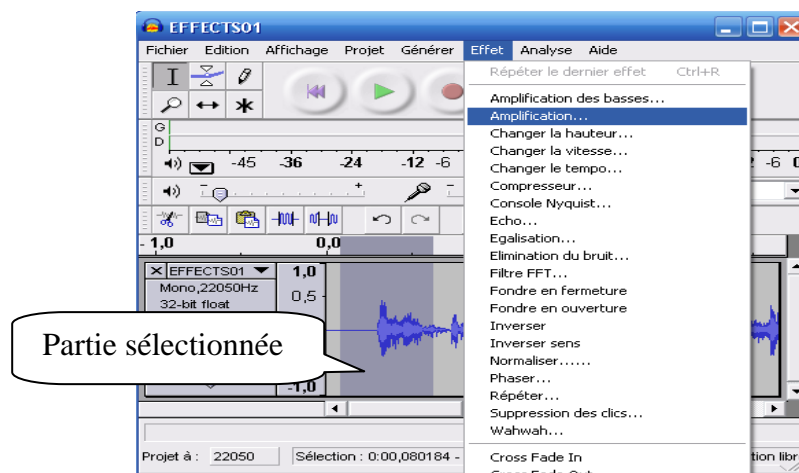 EFFECTS01
Fichier Edition Affichage Projet Générer Effet Analyse Aide
Répéter le dernier effet Ctrl+R
Amplification des basses...
Amplification...
Changer la hauteur...
Changer la vitesse...
Changer le tempo...
Compresseur...
Console Nyquist...
Echo...
Egalisation...
Elimination du bruit...
Filtre FFT...
Fondre en fermeture
Fondre en ouverture
Inverser
Inverser sens
Normaliser......
Phaser...
Répéter...
Suppression des clics...
Wahwah...
Cross Fade In
Cross Fade Out
G
D
-45 -36 -24 -12 -6
-6 0
- 1,0 0,0
EFFECTS01 1,0
Mono,22050Hz
32-bit float
0,5
Partie sélectionnée
-1,0
Projet à : 22050 Sélection : 0:00,080184 -